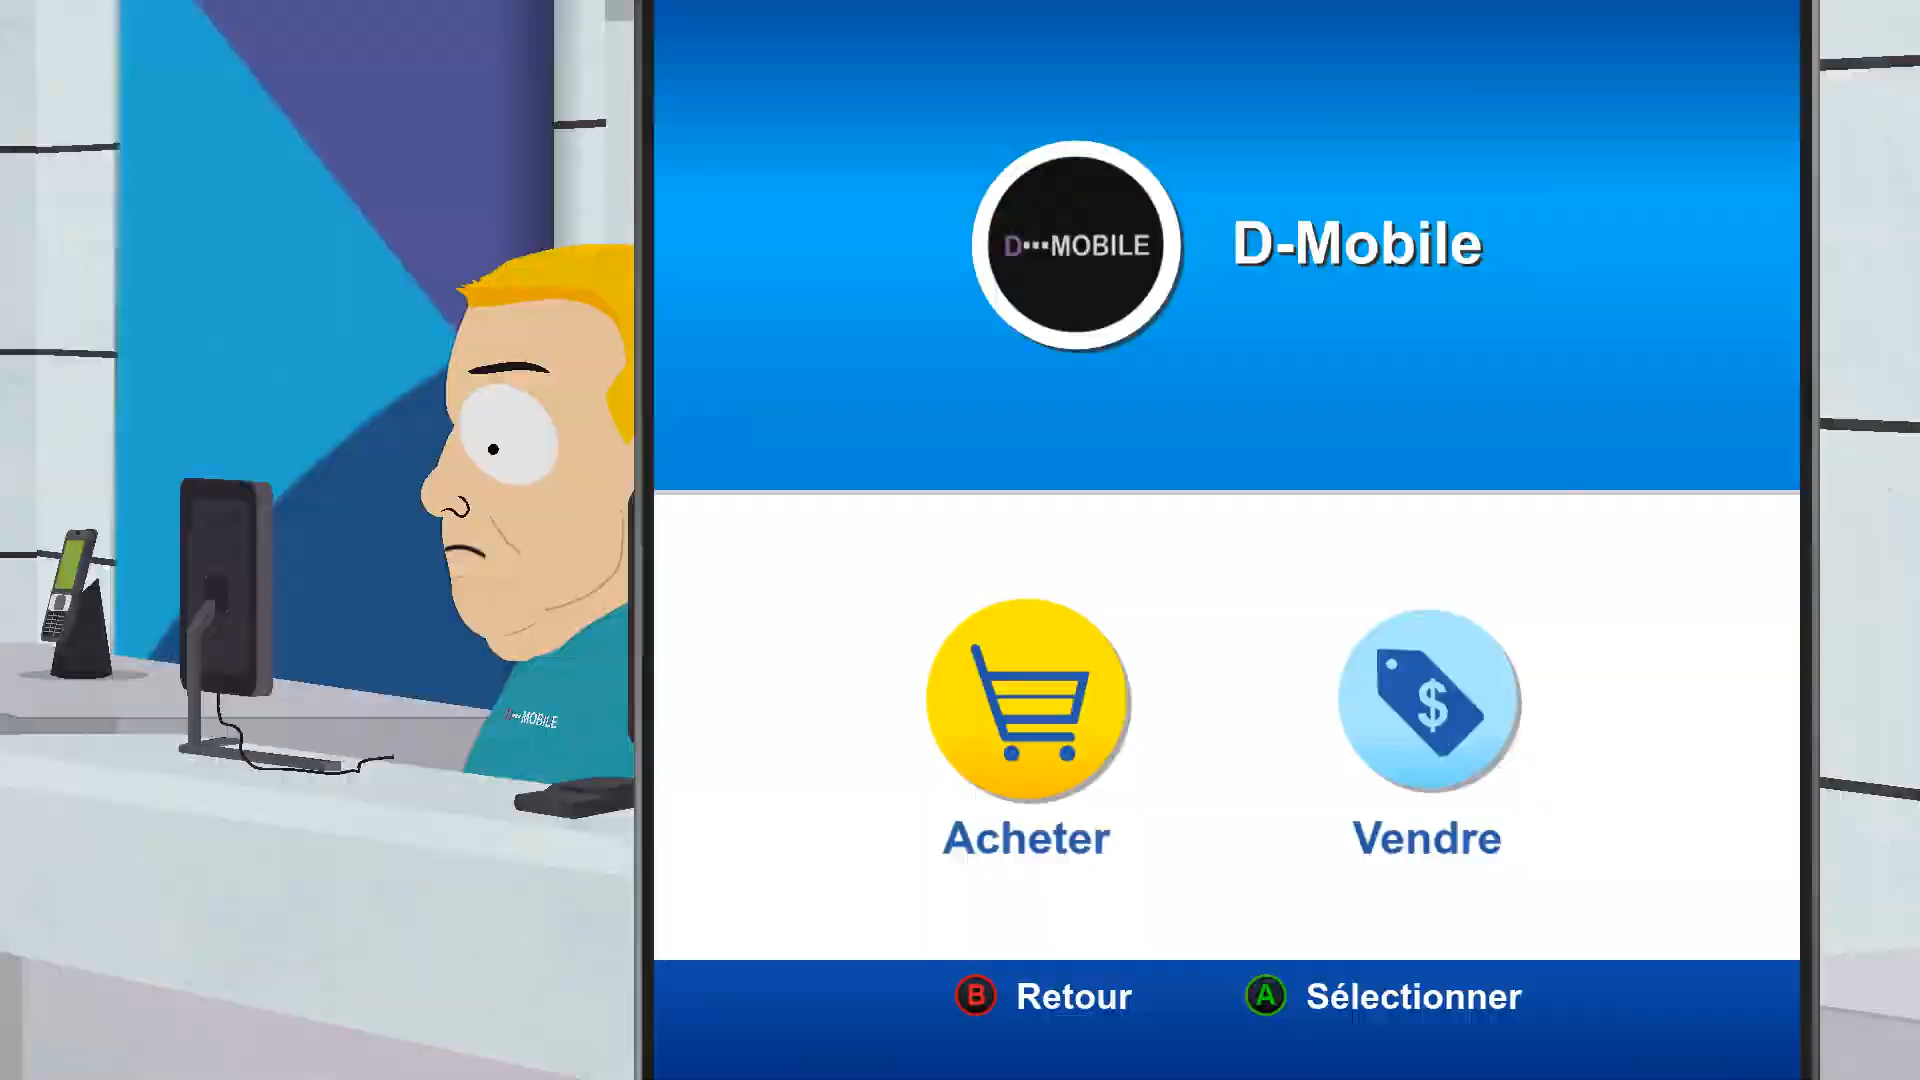 D▪▪▪MOBILE
D-Mobile
D▪▪▪MOBILE
$
Acheter
Vendre
B Retour
A Sélectionner